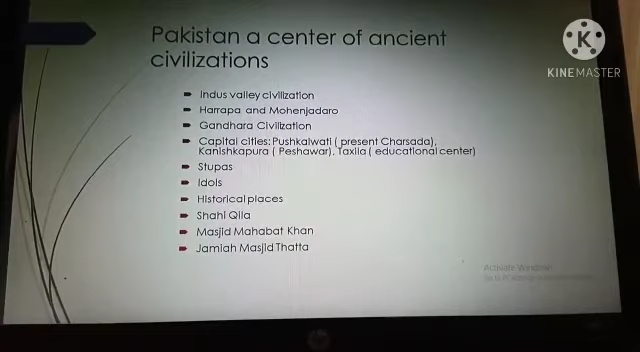 Pakistan a center of ancient
civilizations
K
KINEMASTER
Indus valley civilization
Harrapa and Mohenjadaro
Gandhara Civilization
Capital cities: Pushkalwati ( present Charsada),
Kanishkapura ( Peshawar), Taxila ( educational center)
Stupas
Idols
Historical places
Shahi Qila
Masjid Mahabat Khan
Jamiah Masjid Thatta
Activate Windows
hp